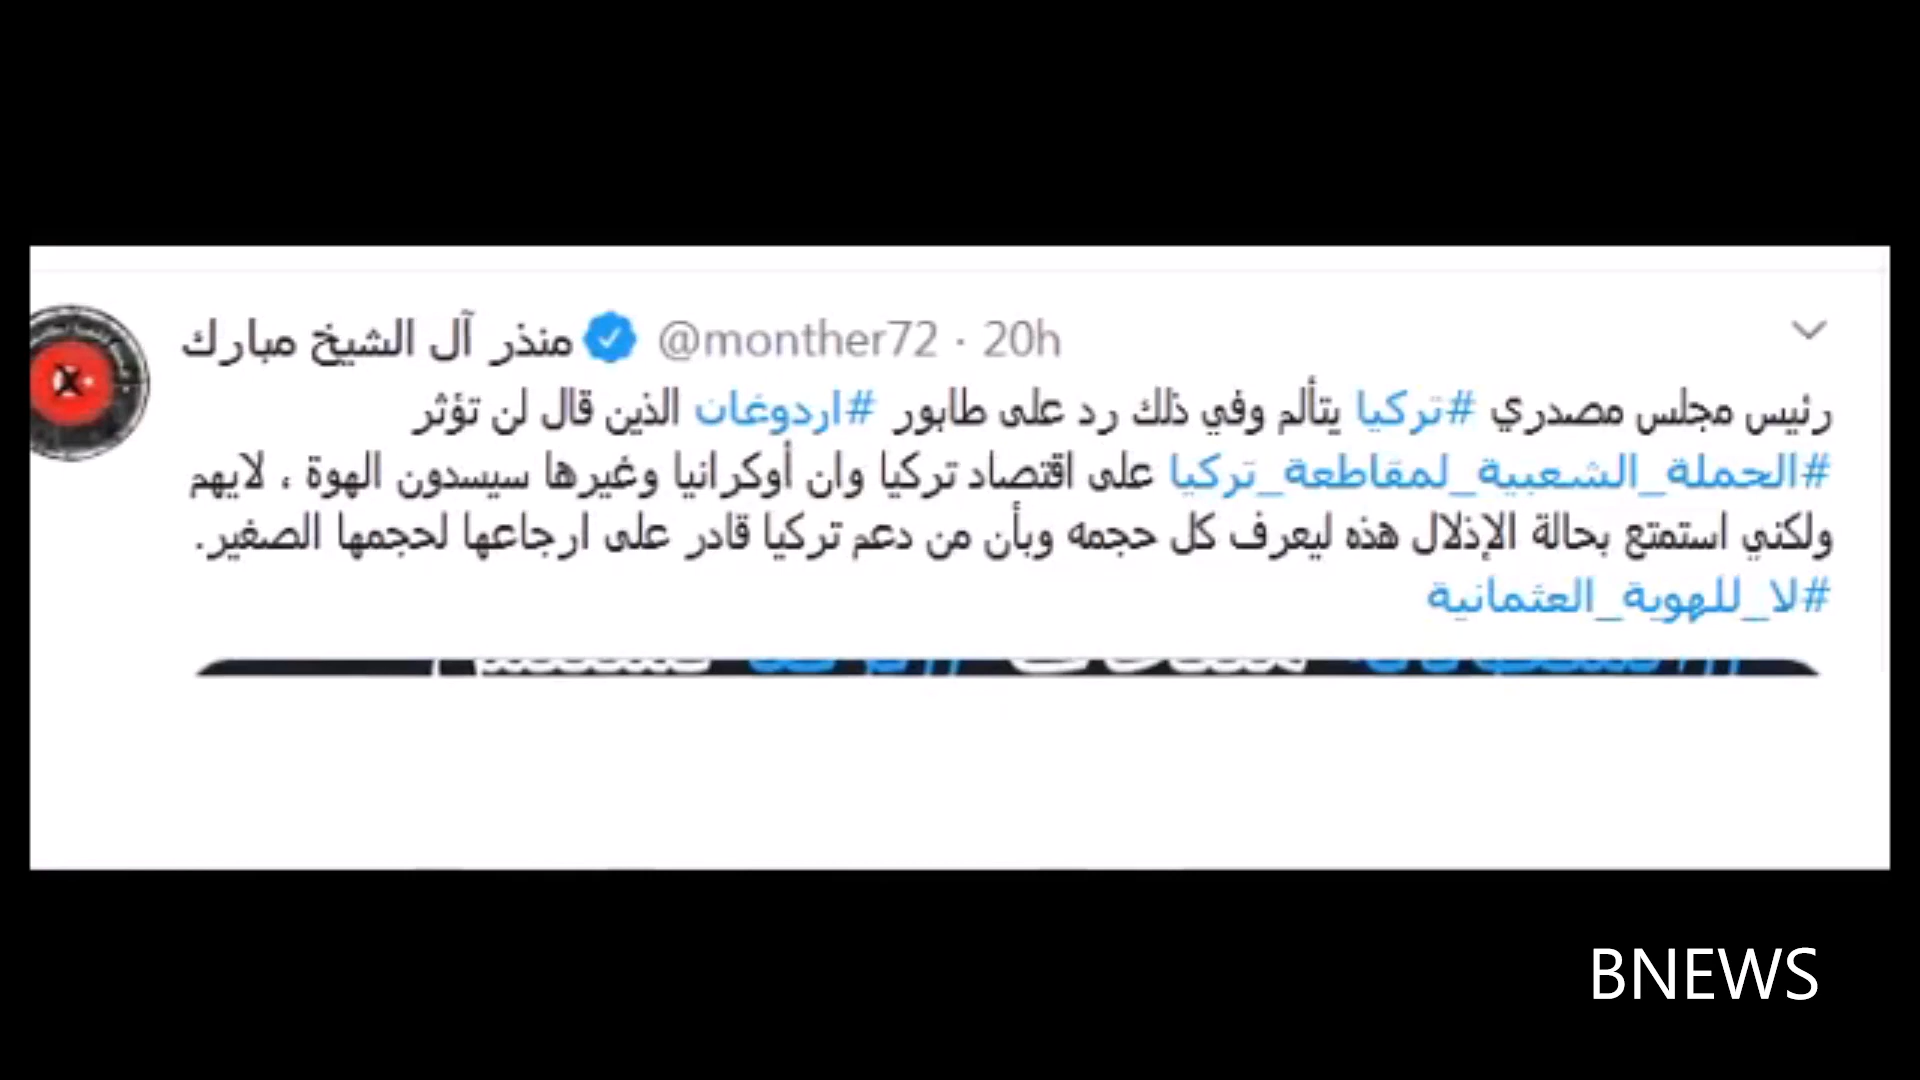 منذر آل الشيخ مبارك @monther72 · 20h
رئيس مجلس مصدري #تركيا يتألم وفي ذلك رد على طابور #اردوغان الذين قال لن تؤثر
#الحملة_الشعبية_لمقاطعة_تركيا على اقتصاد تركيا وان أوكرانيا وغيرها سيسدون الهوة ، لايهم
ولكني استمتع بحالة الإذلال هذه ليعرف كل حجمه وبأن من دعم تركيا قادر على ارجاعها لحجمها الصغير.
#لا_للهوية_العثمانية
BNEWS